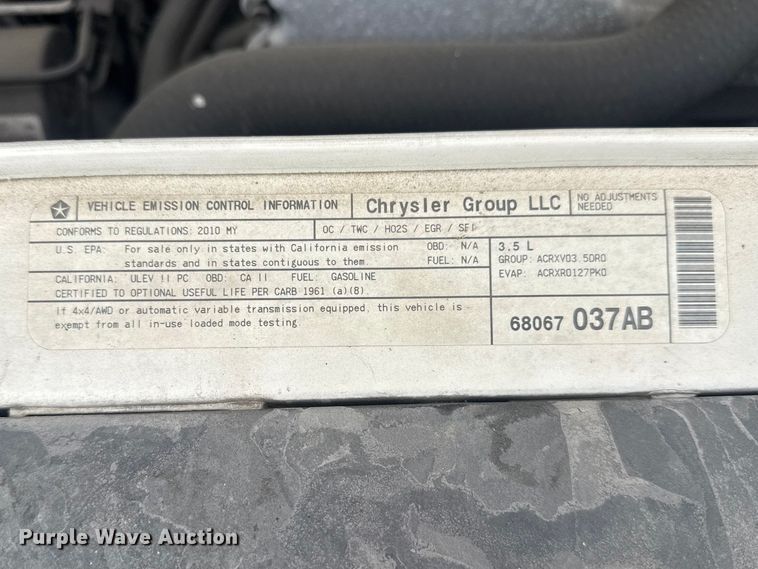 VEHICLE EMISSION CONTROL INFORMATION Chrysler Group LLC NO ADJUSTMENTS NEEDED
CONFORMS TO REGULATIONS: 2010 MY OC / TWC / HO2S / EGR / SFI
U.S. EPA: For sale only in states with California emission OBD: N/A
standards and in states contiguous to them. FUEL: N/A
CALIFORNIA: ULEV II PC OBD: CA II FUEL: GASOLINE
CERTIFIED TO OPTIONAL USEFUL LIFE PER CARB 1961 (a)(8)
3.5 L
GROUP: ACRXV03.5DR0
EVAP: ACRXR0127PK0
If 4x4/AWD or automatic variable transmission equipped, this vehicle is
exempt from all in-use loaded mode testing
68067 037AB
Purple Wave Auction